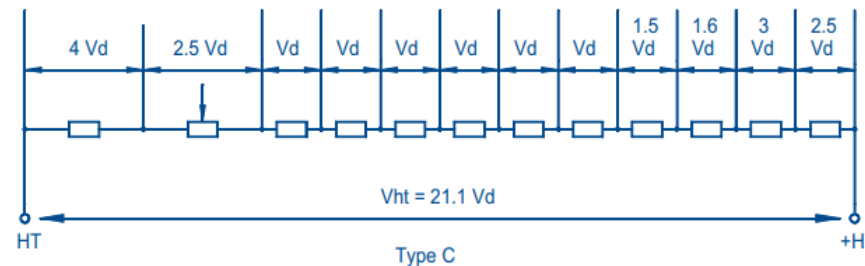 4 Vd 2.5 Vd Vd Vd Vd Vd Vd Vd 1.5 Vd 1.6 Vd 3 Vd 2.5 Vd
Vht = 21.1 Vd
HT +H
Type C